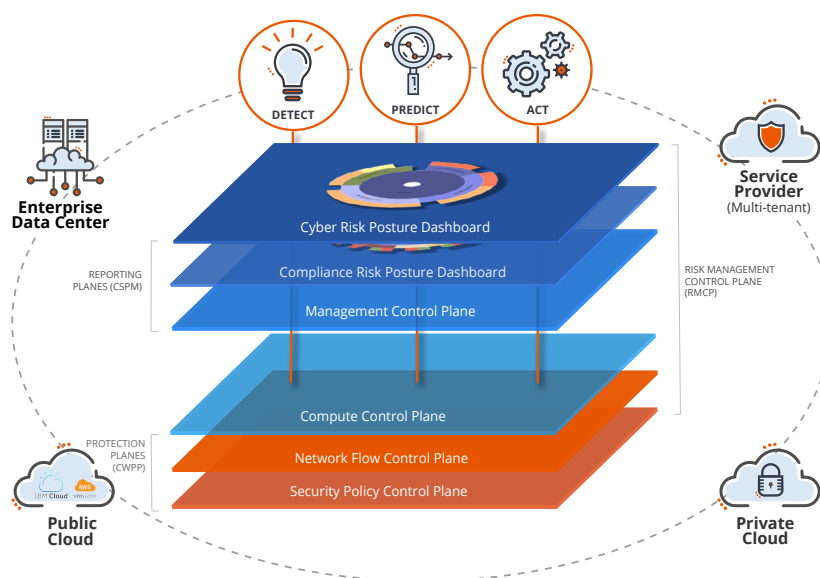 DETECT
PREDICT
ACT
Enterprise
Data Center
Service
Provider
(Multi-tenant)
Cyber Risk Posture Dashboard
Compliance Risk Posture Dashboard
Management Control Plane
REPORTING
PLANES (CSPM)
RISK MANAGEMENT
CONTROL PLANE
(RMCP)
Compute Control Plane
Network Flow Control Plane
Security Policy Control Plane
PROTECTION
PLANES
(CWPP)
IBM Cloud
AWS
vmware
Public
Cloud
Private
Cloud